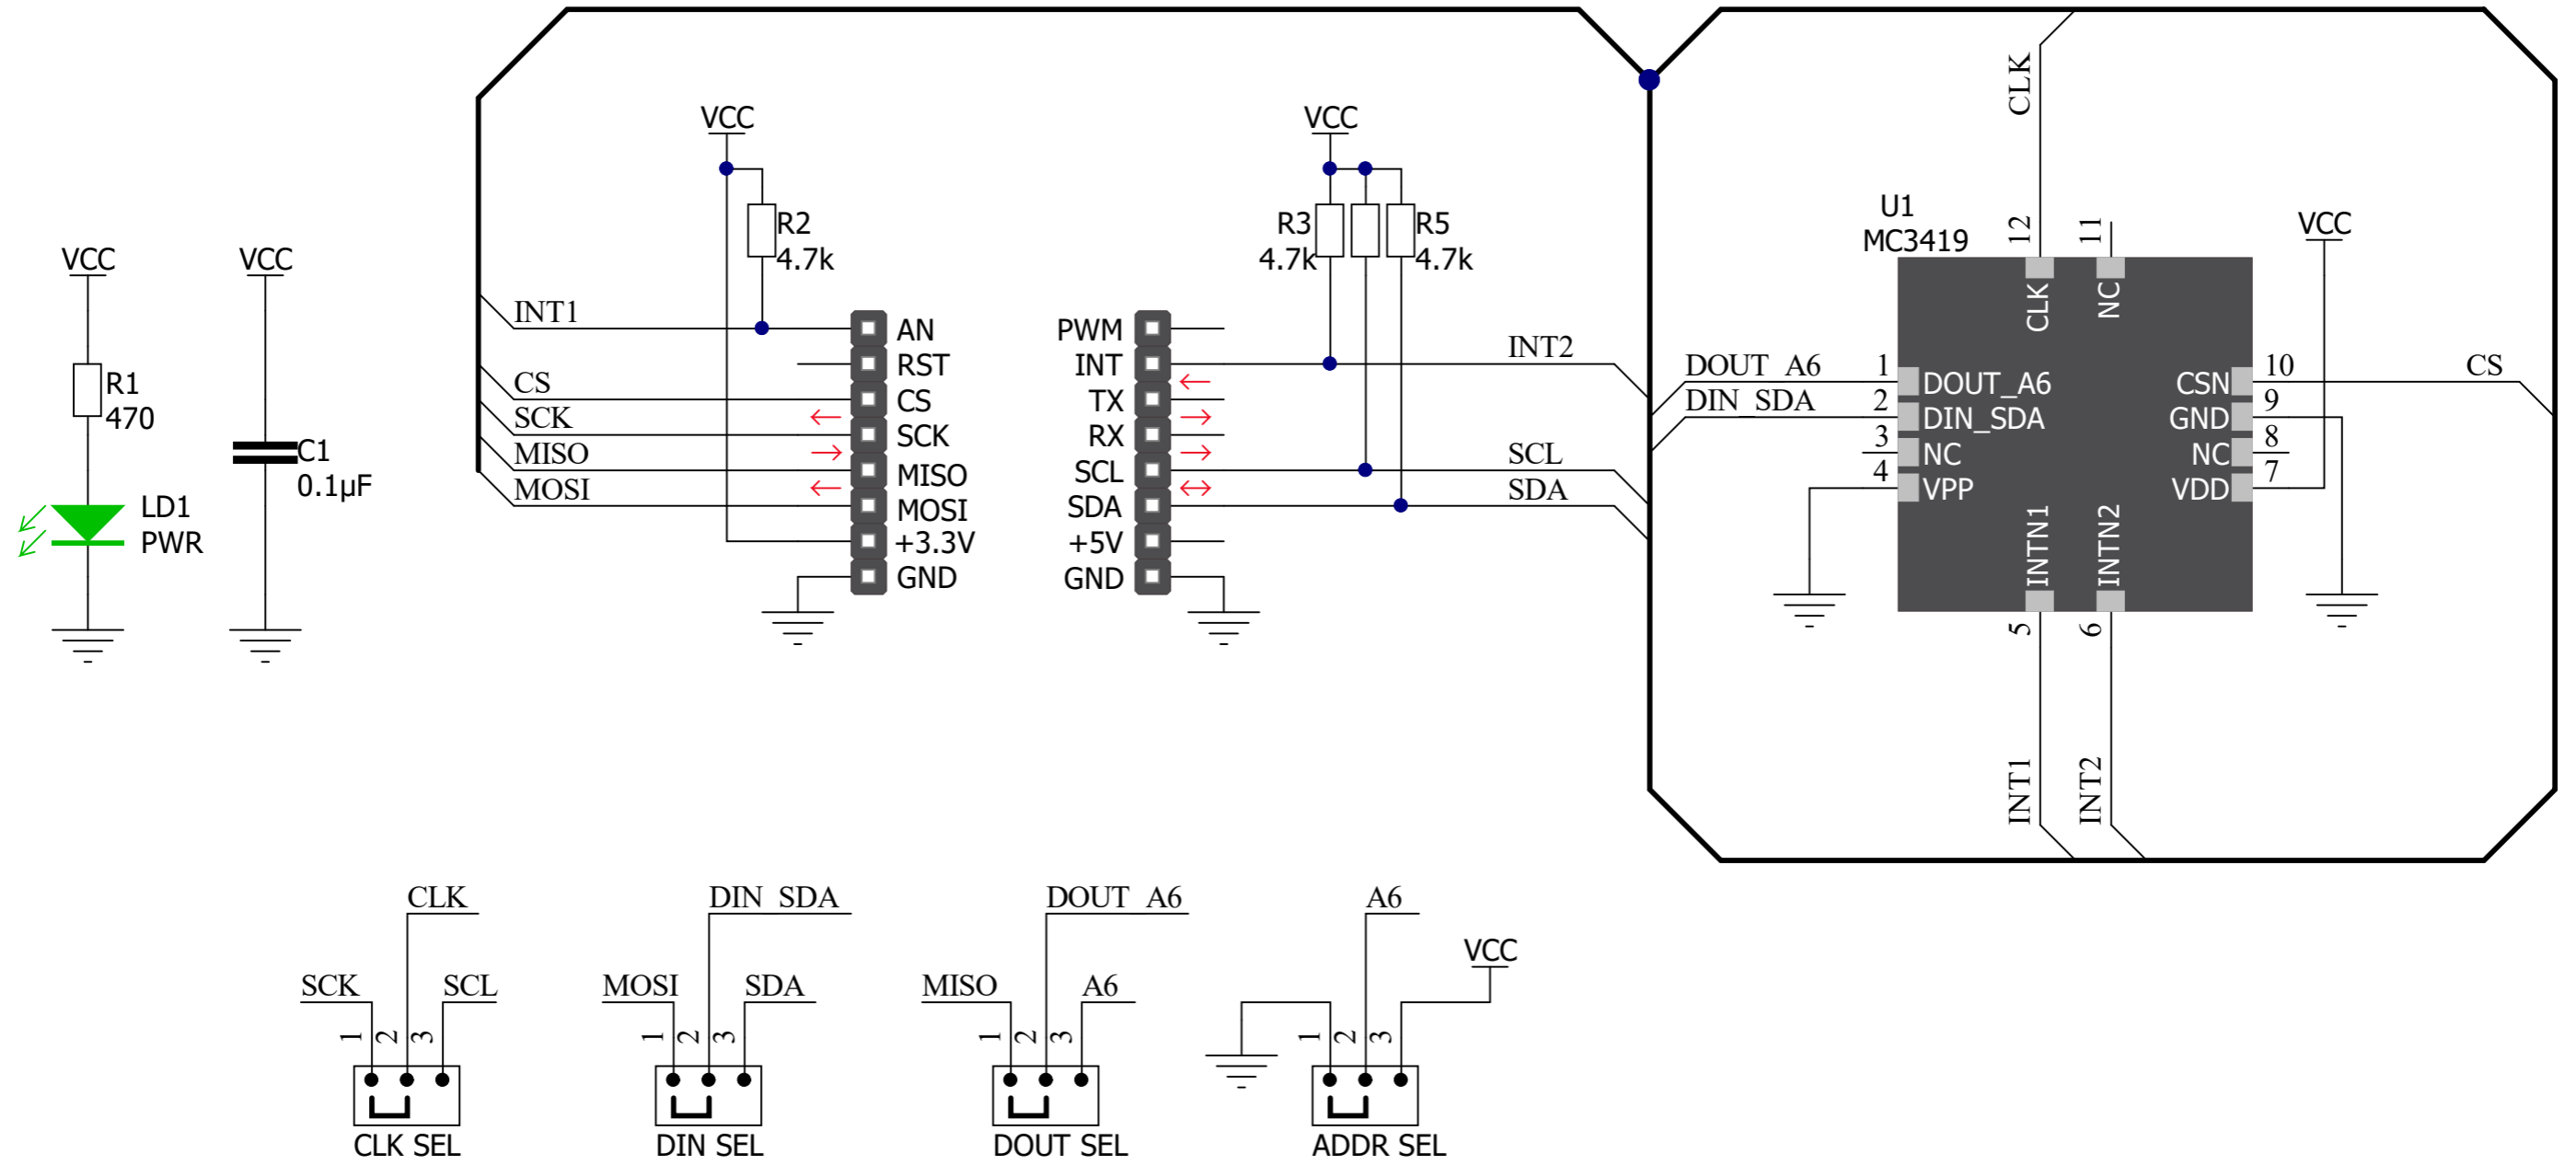 VCC
R1
470
LD1
PWR
VCC
C1
0.1µF
VCC
R2
4.7k
INT1
CS
SCK
MISO
MOSI
AN
RST
CS
SCK
MISO
MOSI
+3.3V
GND
VCC
R3
4.7k
R5
4.7k
PWM
INT
TX
RX
SCL
SDA
+5V
GND
INT2
SCL
SDA
CLK
U1
MC3419
12
11
CLK
NC
VCC
DOUT_A6
1
DOUT_A6
DIN_SDA
2
DIN_SDA
3
NC
4
VPP
CSN
10
CS
GND
9
NC
8
VDD
7
INTN1
INTN2
5
6
INT1
INT2
CLK
SCK
SCL
1
2
3
CLK SEL
DIN_SDA
MOSI
SDA
1
2
3
DIN SEL
DOUT_A6
MISO
A6
1
2
3
DOUT SEL
A6
VCC
1
2
3
ADDR SEL